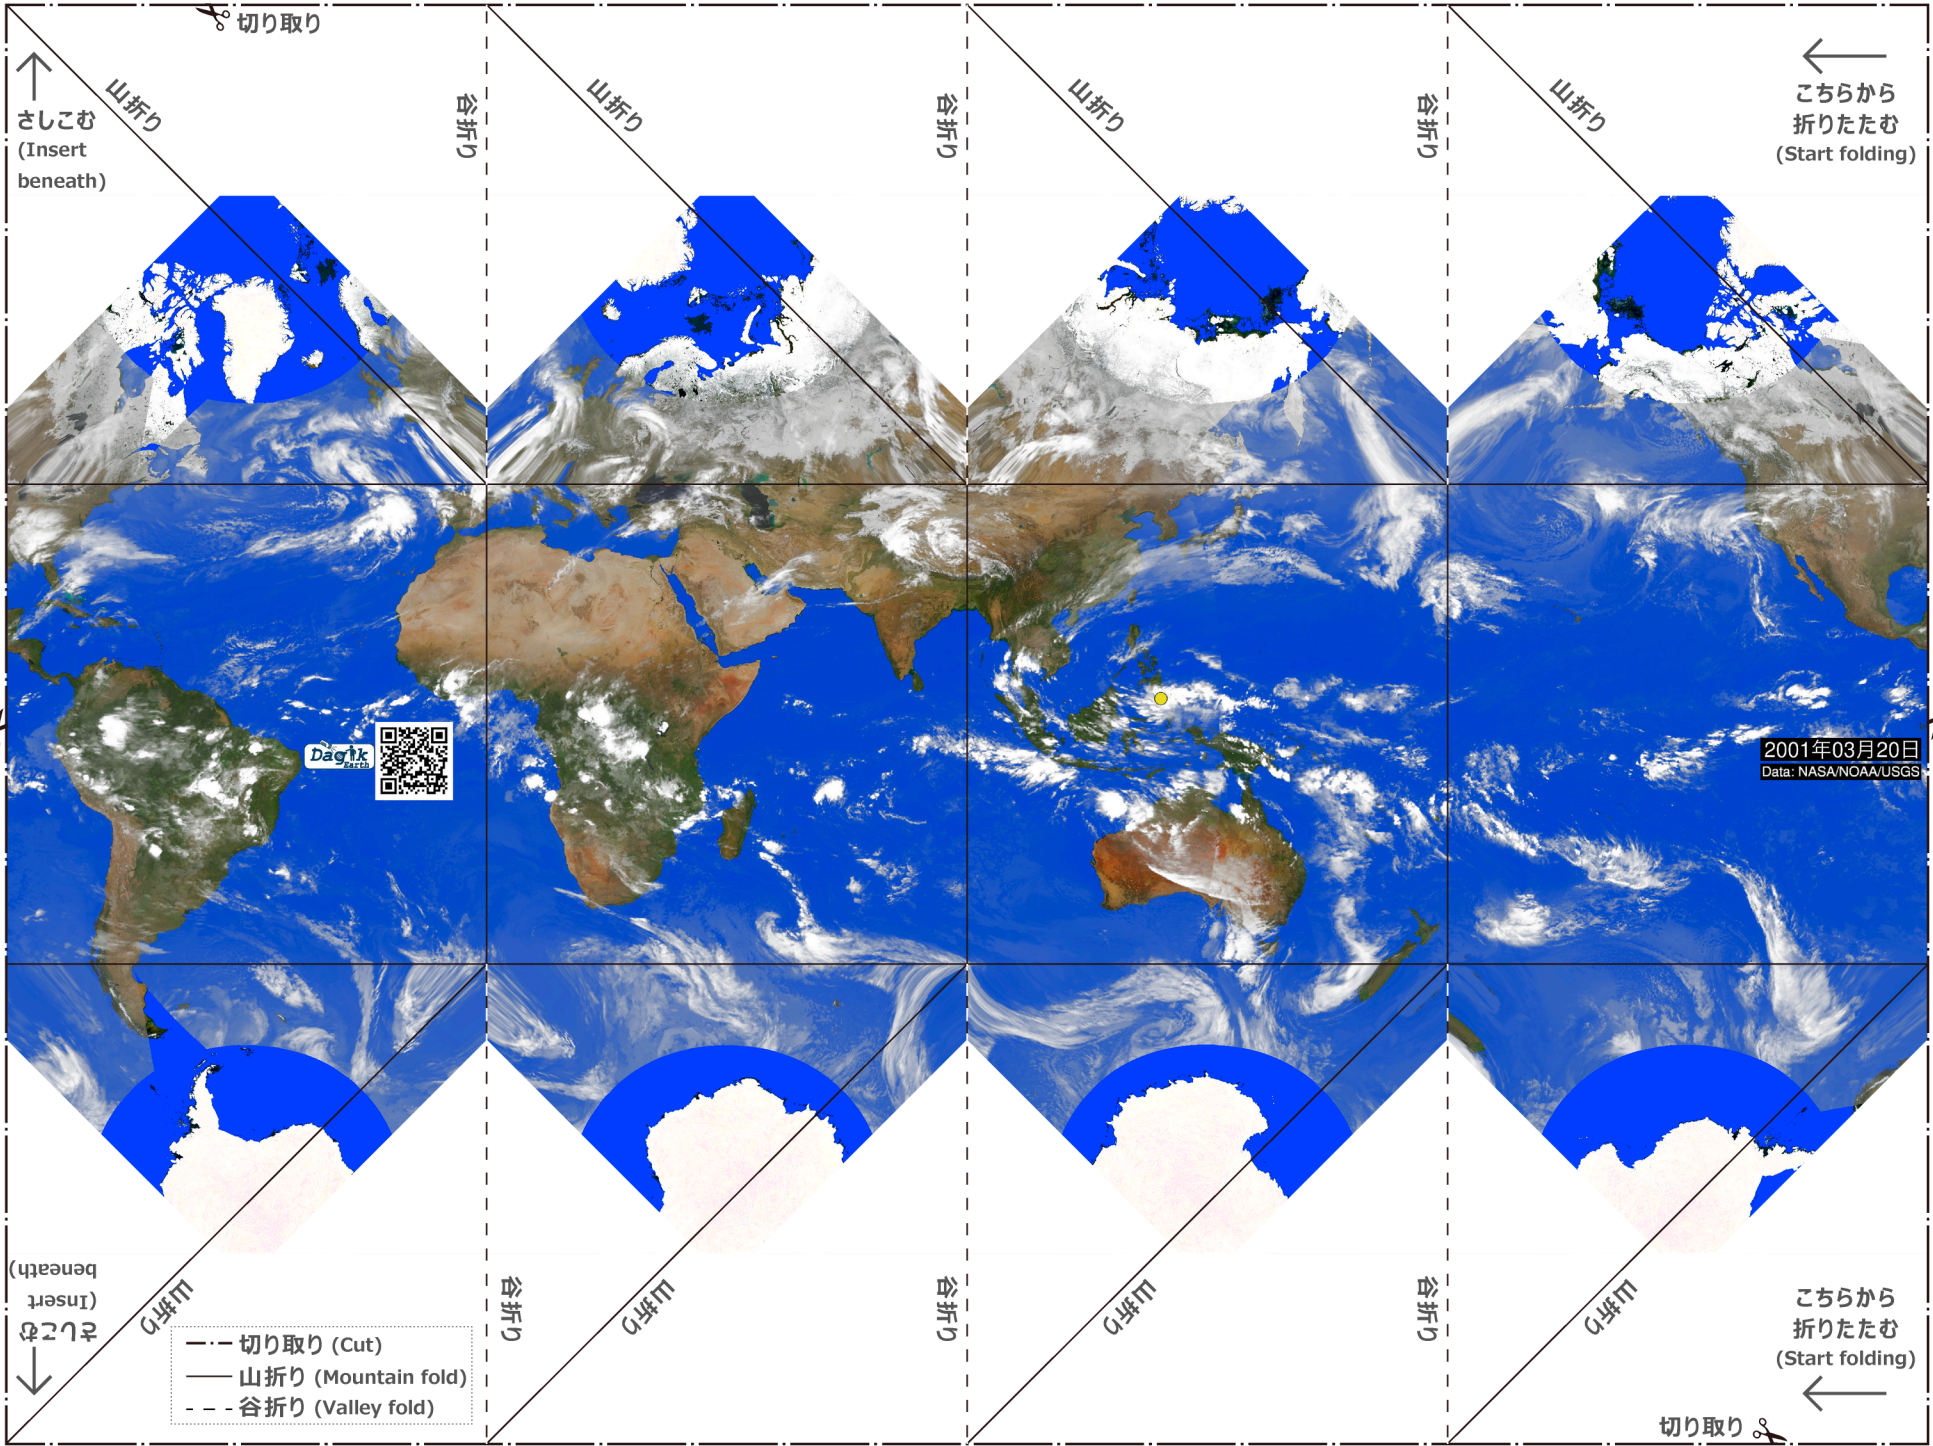 切り取り
山折り
谷折り
山折り
谷折り
山折り
谷折り
山折り
さしこむ
(Insert
beneath)
こちらから
折りたたむ
(Start folding)
Dagik
Earth
2001年03月20日
Data: NASA/NOAA/USGS
さしこむ
(Insert
beneath)
山折り
谷折り
山折り
谷折り
山折り
谷折り
山折り
切り取り (Cut)
山折り (Mountain fold)
谷折り (Valley fold)
こちらから
折りたたむ
(Start folding)
切り取り